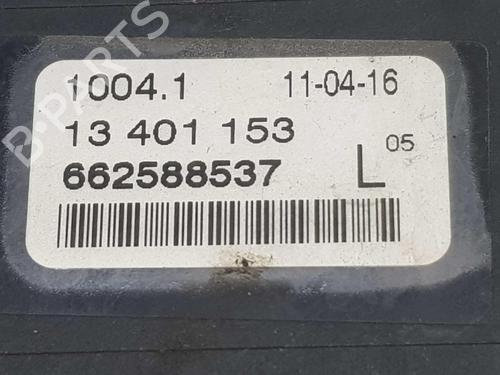 B-PARTS
1004.1 11-04-16
13 401 153
662588537 L 05